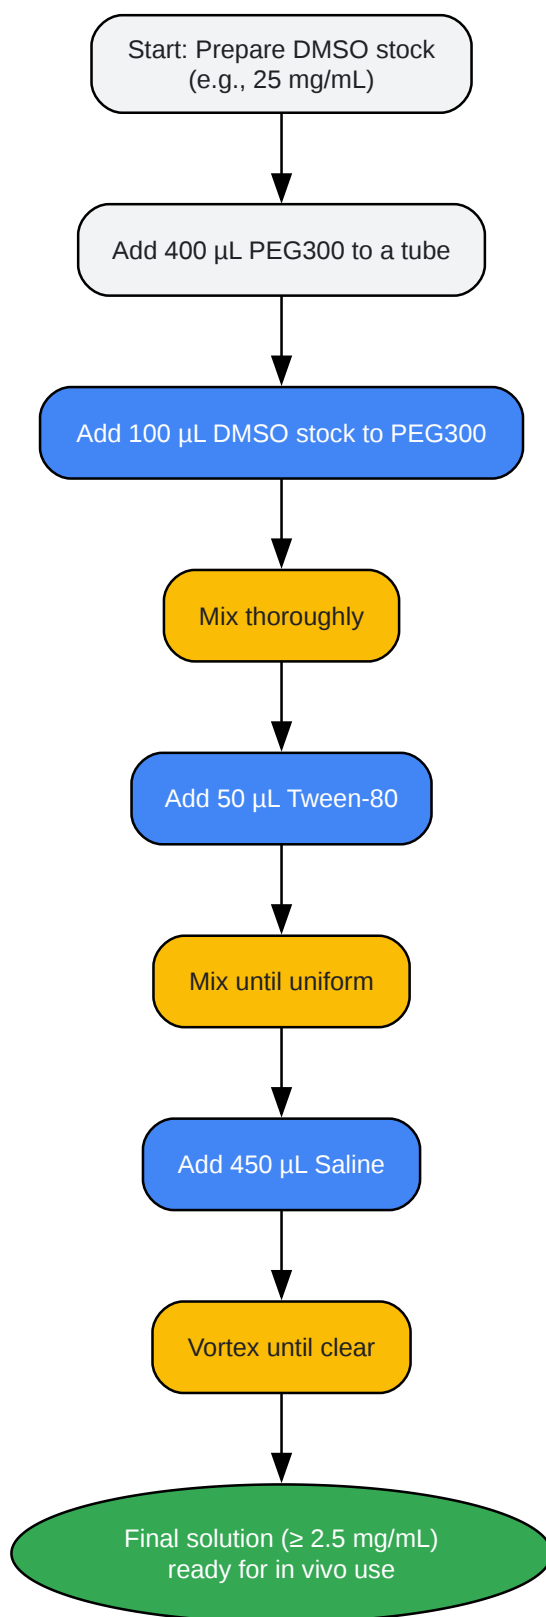 Start: Prepare DMSO stock
(e.g., 25 mg/mL)
Add 400 µL PEG300 to a tube
Add 100 µL DMSO stock to PEG300
Mix thoroughly
Add 50 µL Tween-80
Mix until uniform
Add 450 µL Saline
Vortex until clear
Final solution (≥ 2.5 mg/mL)
ready for in vivo use